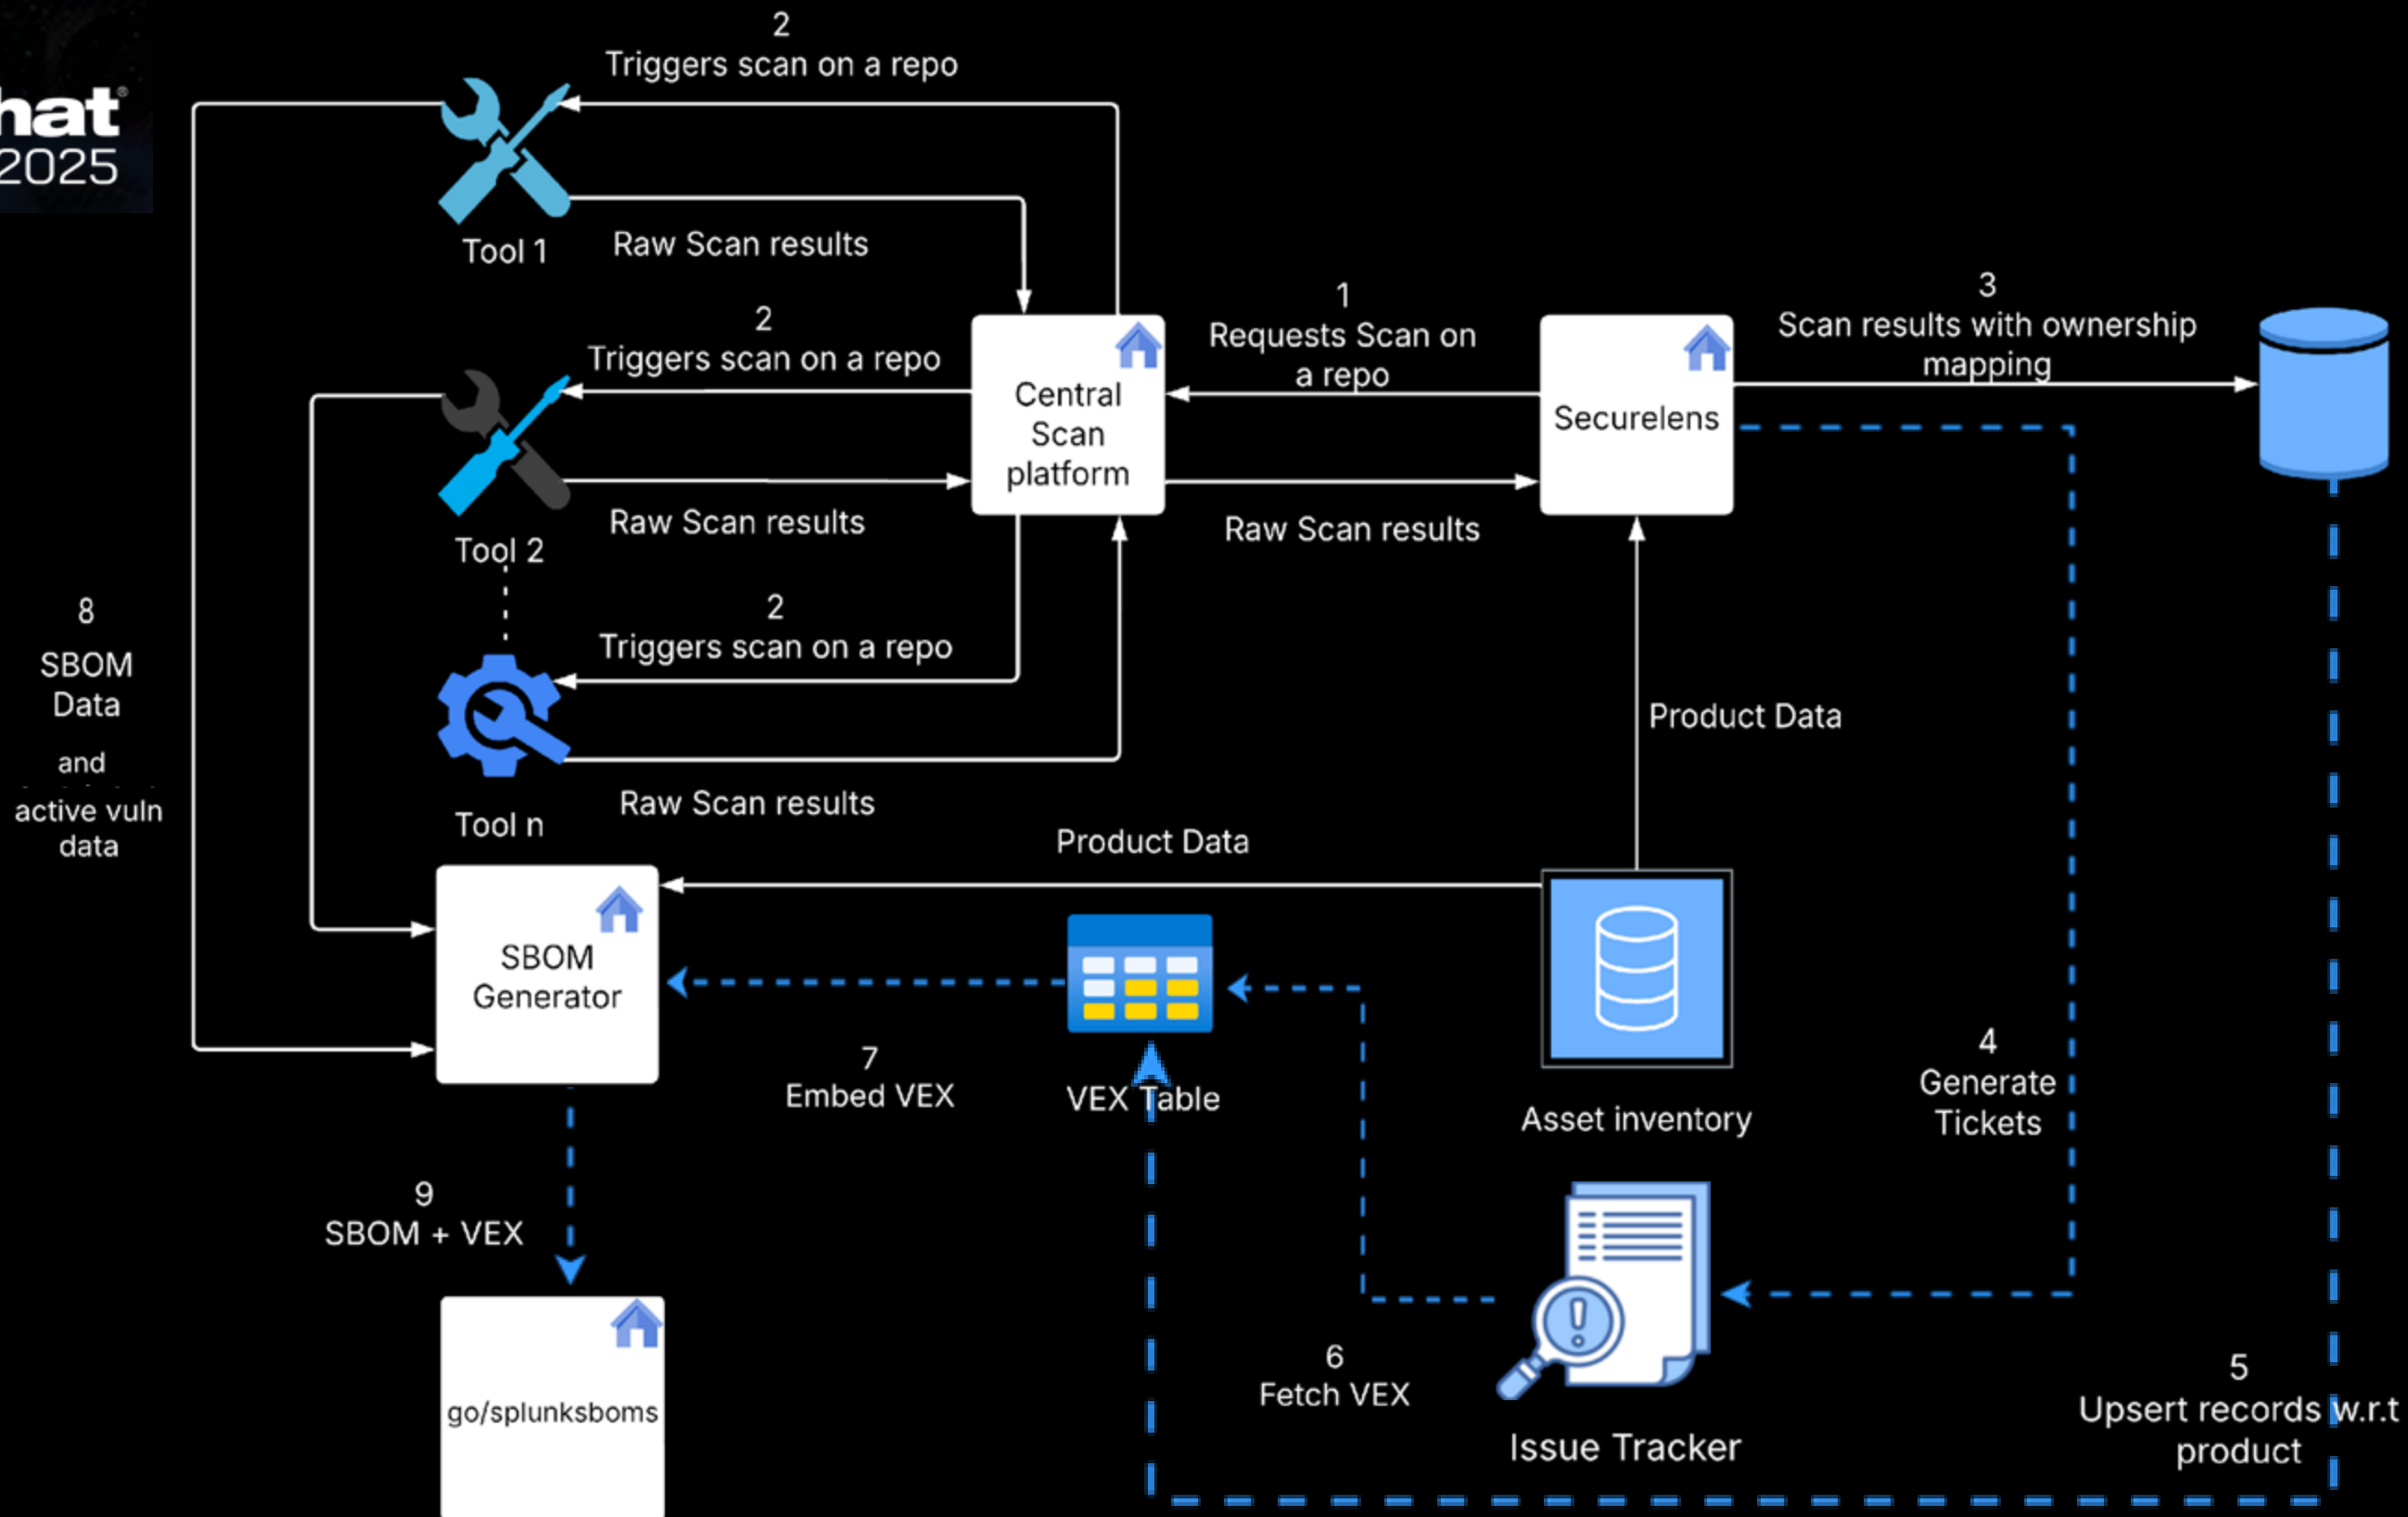 hat®
2025
2
Triggers scan on a repo
Tool 1
Raw Scan results
2
Triggers scan on a repo
Tool 2
Raw Scan results
Central
Scan
platform
1
Requests Scan on
a repo
Raw Scan results
Securelens
3
Scan results with ownership
mapping
2
Triggers scan on a repo
Tool n
Raw Scan results
8
SBOM
Data
and
active vuln
data
Product Data
Product Data
SBOM
Generator
7
Embed VEX
VEX Table
Asset inventory
4
Generate
Tickets
9
SBOM + VEX
go/splunksboms
6
Fetch VEX
Issue Tracker
5
Upsert records w.r.t
product